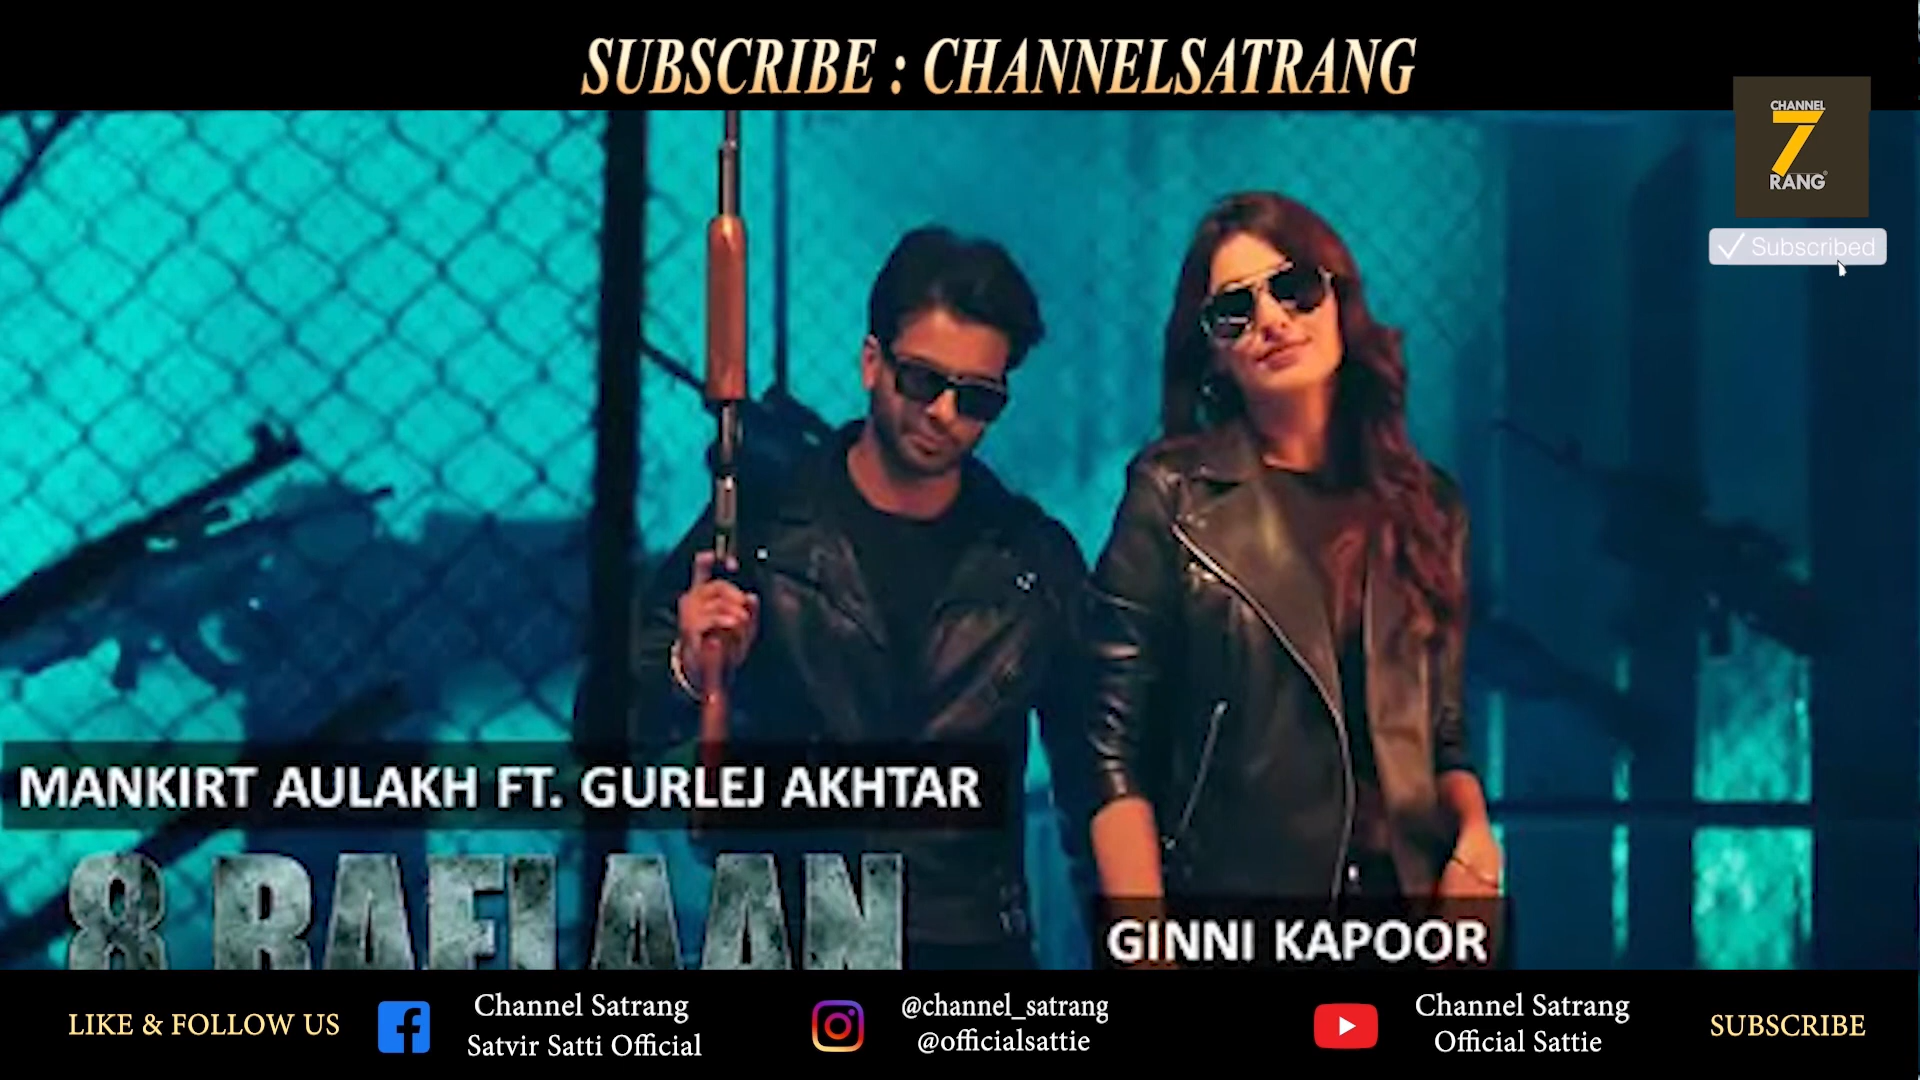 SUBSCRIBE : CHANNELSATRANG
CHANNEL
7
RANG
Subscribed
MANKIRT AULAKH FT. GURLEJ AKHTAR
8 RAFLAAN
GINNI KAPOOR
LIKE & FOLLOW US
Channel Satrang
Satvir Satti Official
@channel_satrang
@officialsattie
Channel Satrang
Official Sattie
SUBSCRIBE